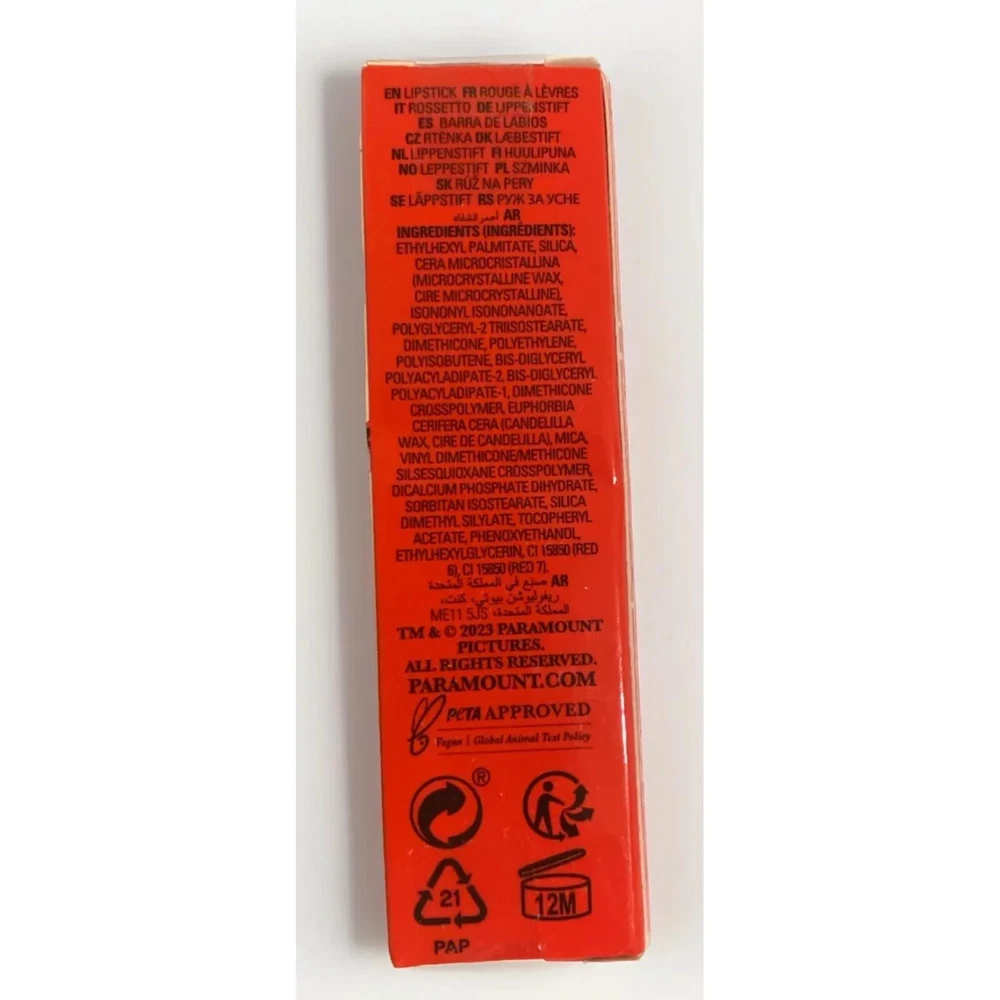 EN LIPSTICK FR ROUGE À LÈVRES
IT ROSSETTO DE LIPPENSTIFT
ES BARRA DE LABIOS
CZ RTĚNKA DK LÆBESTIFT
NL LIPPENSTIFT FI HUULIPUNA
NO LEPPESTIFT PL SZMINKA
SK RÚŽ NA PERY
SE LÄPPSTIFT RS РУЖ ЗА УСНЕ
AR أحمر الشفاه
INGREDIENTS (INGRÉDIENTS):
ETHYLHEXYL PALMITATE, SILICA,
CERA MICROCRISTALLINA
(MICROCRYSTALLINE WAX,
CIRE MICROCRYSTALLINE),
ISONONYL ISONONANOATE,
POLYGLYCERYL-2 TRIISOSTEARATE,
DIMETHICONE, POLYETHYLENE,
POLYISOBUTENE, BIS-DIGLYCERYL
POLYACYLADIPATE-2, BIS-DIGLYCERYL
POLYACYLADIPATE-1, DIMETHICONE
CROSSPOLYMER, EUPHORBIA
CERIFERA CERA (CANDELILLA
WAX, CIRE DE CANDELILLA), MICA,
VINYL DIMETHICONE/METHICONE
SILSESQUIOXANE CROSSPOLYMER,
DICALCIUM PHOSPHATE DIHYDRATE,
SORBITAN ISOSTEARATE, SILICA
DIMETHYL SILYLATE, TOCOPHERYL
ACETATE, PHENOXYETHANOL,
ETHYLHEXYLGLYCERIN, CI 15850 (RED
6), CI 15850 (RED 7).
AR صنع في المملكة المتحدة
ريفوليوشن بيوتي، كنت،
المملكة المتحدة، ME11 5JS
TM & © 2023 PARAMOUNT
PICTURES.
ALL RIGHTS RESERVED.
PARAMOUNT.COM
PETA APPROVED
Vegan | Global Animal Test Policy
®
21
PAP
12M